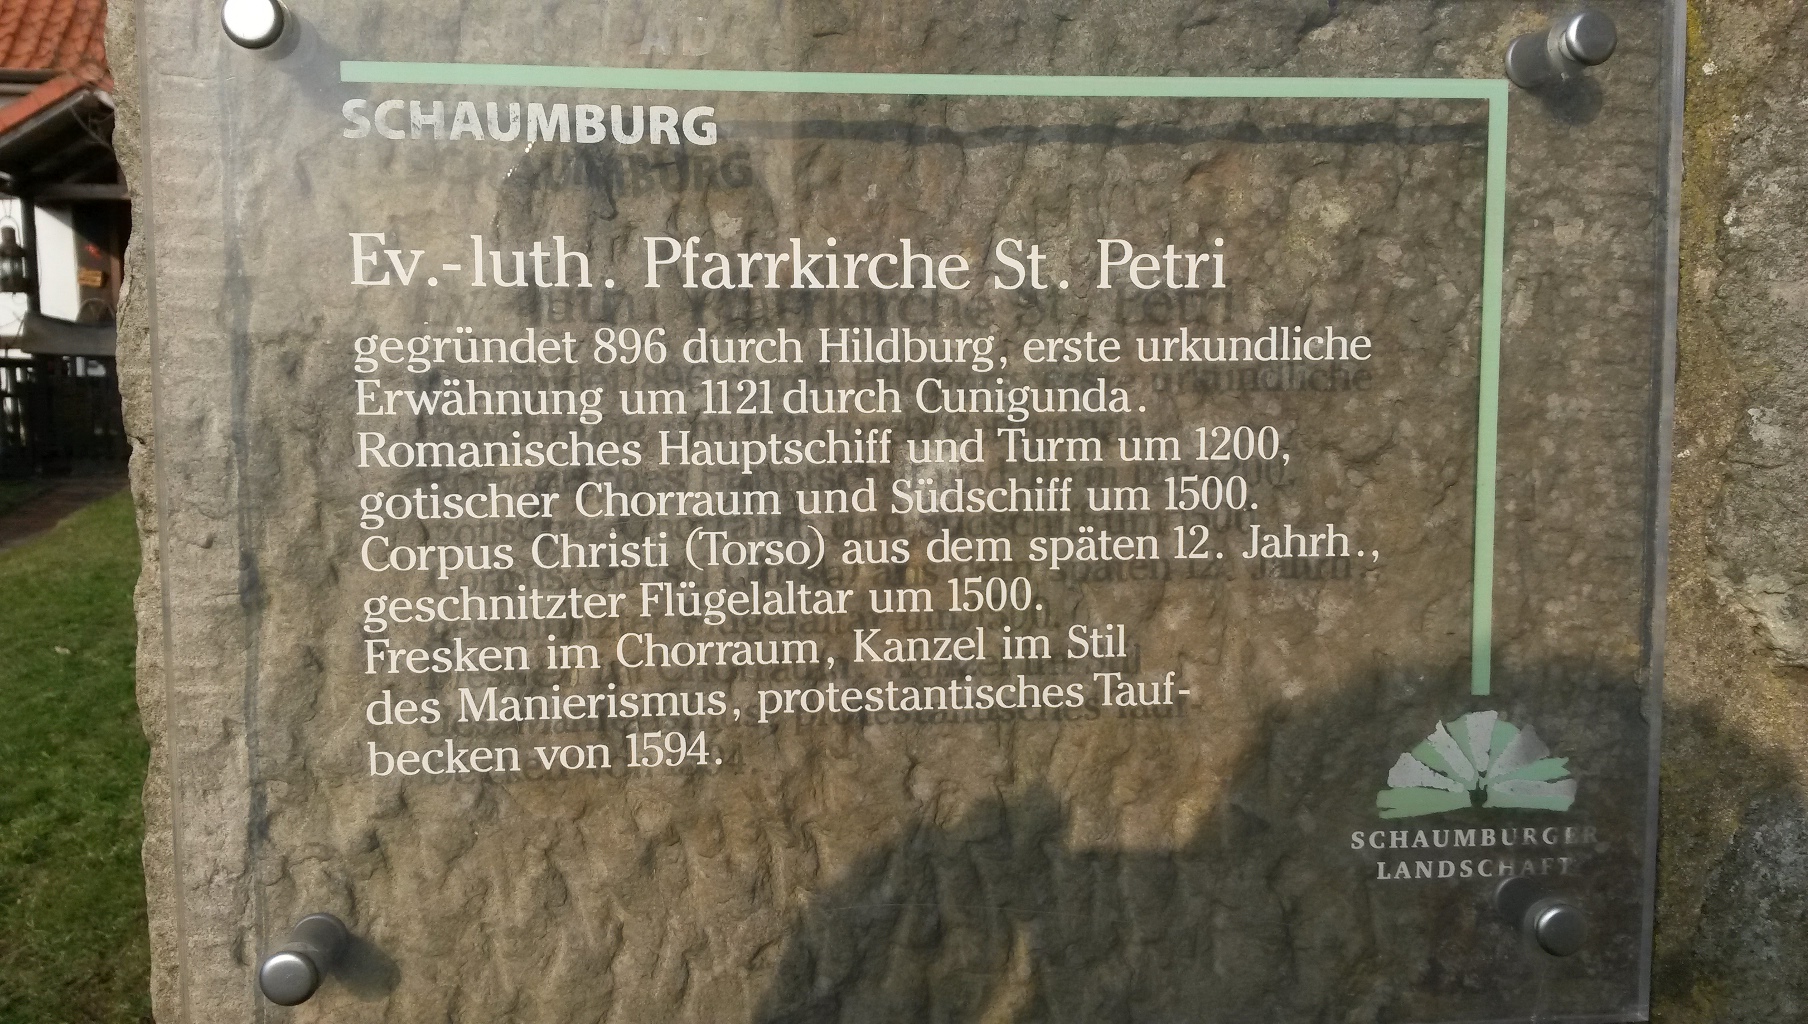 SCHAUMBURG
Ev.-luth. Pfarrkirche St. Petri
gegründet 896 durch Hildburg, erste urkundliche
Erwähnung um 1121 durch Cunigunda.
Romanisches Hauptschiff und Turm um 1200,
gotischer Chorraum und Südschiff um 1500.
Corpus Christi (Torso) aus dem späten 12. Jahrh.,
geschnitzter Flügelaltar um 1500.
Fresken im Chorraum, Kanzel im Stil
des Manierismus, protestantisches Tauf-
becken von 1594.
SCHAUMBURGER
LANDSCHAFT